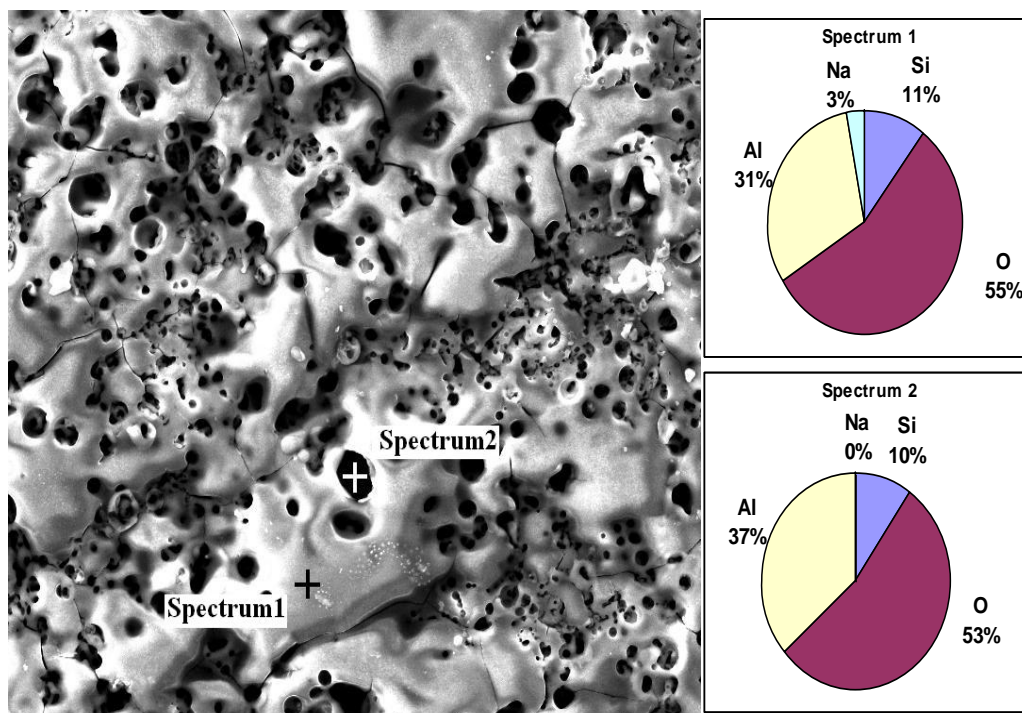 Spectrum2
Spectrum1
Spectrum 1
Na
3%
Si
11%
Al
31%
O
55%
Spectrum 2
Na
0%
Si
10%
Al
37%
O
53%